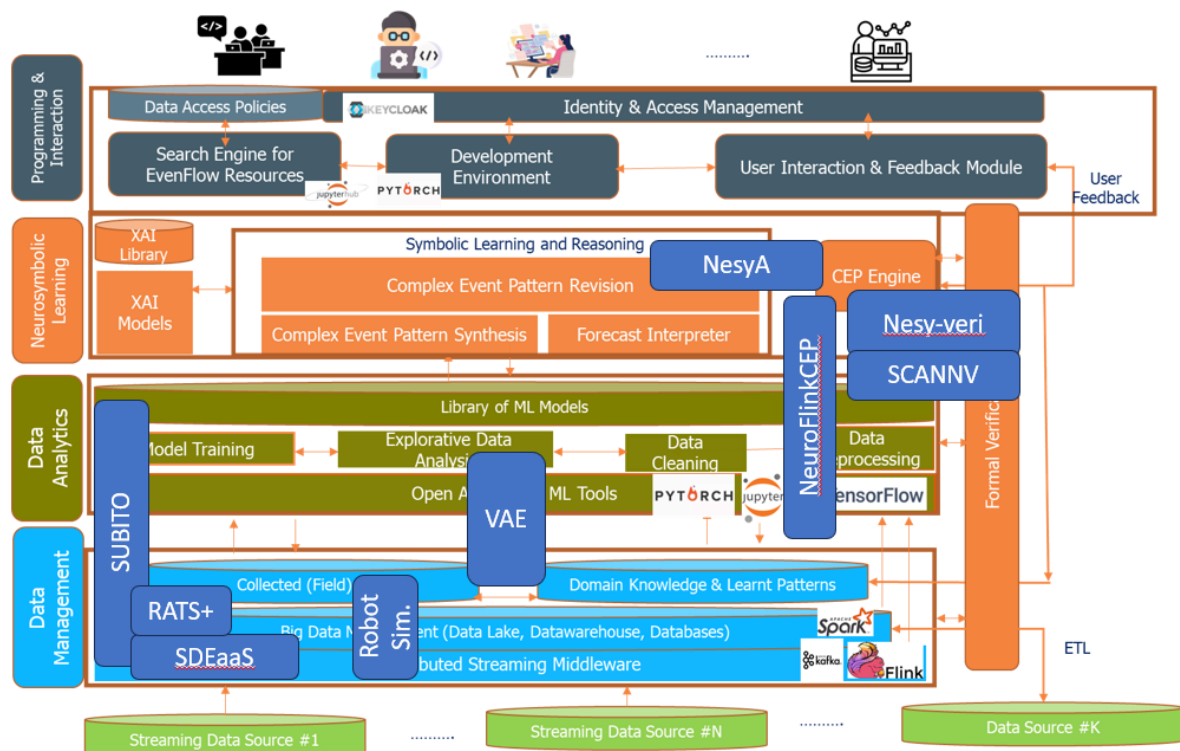 </>
</>
..........
Programming &
Interaction
Data Access Policies
KEYCLOAK
Identity & Access Management
Search Engine for
EvenFlow Resources
jupyterhub
PYTORCH
Development
Environment
User Interaction & Feedback Module
User
Feedback
Neurosymbolic
Learning
XAI
Library
XAI
Models
Symbolic Learning and Reasoning
NesyA
CEP Engine
Complex Event Pattern Revision
Complex Event Pattern Synthesis
Forecast Interpreter
Nesy-veri
SCANNV
NeuroFlinkCEP
Formal Verific
Data
Analytics
Library of ML Models
Model Training
Explorative Data
Analysi
Data
Cleaning
Data
eprocessing
Open A
ML Tools
PYTORCH
jupyter
TensorFlow
SUBITO
VAE
Data
Management
Collected (Field)
Domain Knowledge & Learnt Patterns
RATS+
Robot
Sim.
Big Data M
ent (Data Lake, Datawarehouse, Databases)
APACHE
Spark
SDEaaS
buted Streaming Middleware
kafka
Flink
ETL
Streaming Data Source #1
..........
Streaming Data Source #N
..........
Data Source #K